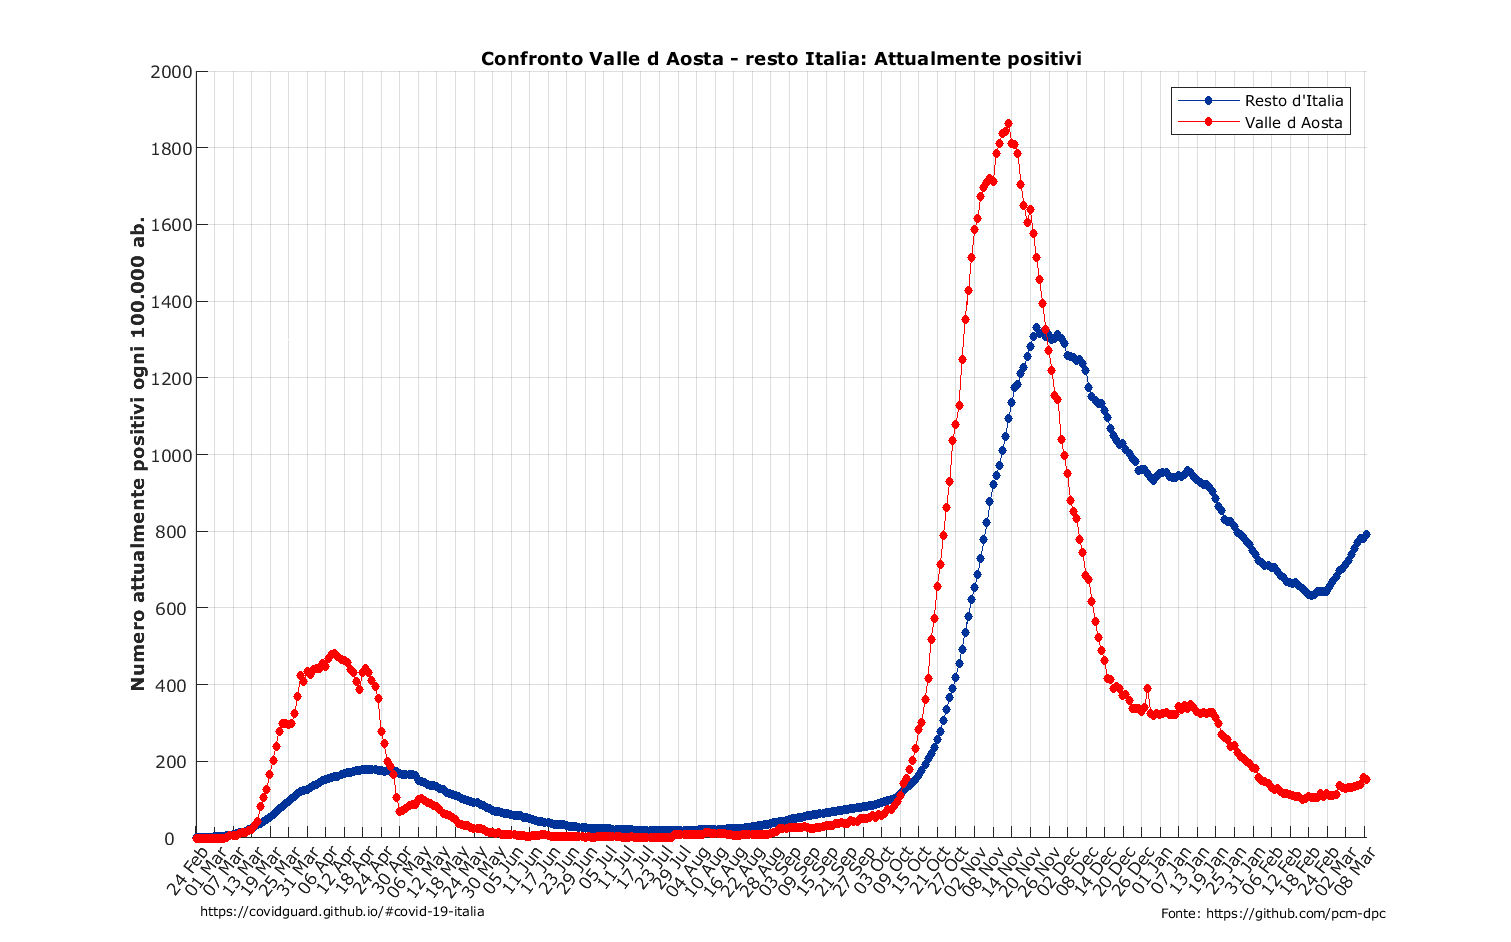 Confronto Valle d Aosta - resto Italia: Attualmente positivi
Resto d'Italia
Valle d Aosta
Numero attualmente positivi ogni 100.000 ab.
2000
1800
1600
1400
1200
1000
800
600
400
200
0
24 Feb
01 Mar
07 Mar
13 Mar
19 Mar
25 Mar
31 Mar
06 Apr
12 Apr
18 Apr
24 Apr
30 Apr
06 May
12 May
18 May
24 May
30 May
05 Jun
11 Jun
17 Jun
23 Jun
29 Jun
05 Jul
11 Jul
17 Jul
23 Jul
29 Jul
04 Aug
10 Aug
16 Aug
22 Aug
28 Aug
03 Sep
09 Sep
15 Sep
21 Sep
27 Sep
03 Oct
09 Oct
15 Oct
21 Oct
27 Oct
02 Nov
08 Nov
14 Nov
20 Nov
26 Nov
02 Dec
08 Dec
14 Dec
20 Dec
26 Dec
01 Jan
07 Jan
13 Jan
19 Jan
25 Jan
31 Jan
06 Feb
12 Feb
18 Feb
24 Feb
02 Mar
08 Mar
https://covidguard.github.io/#covid-19-italia
Fonte: https://github.com/pcm-dpc